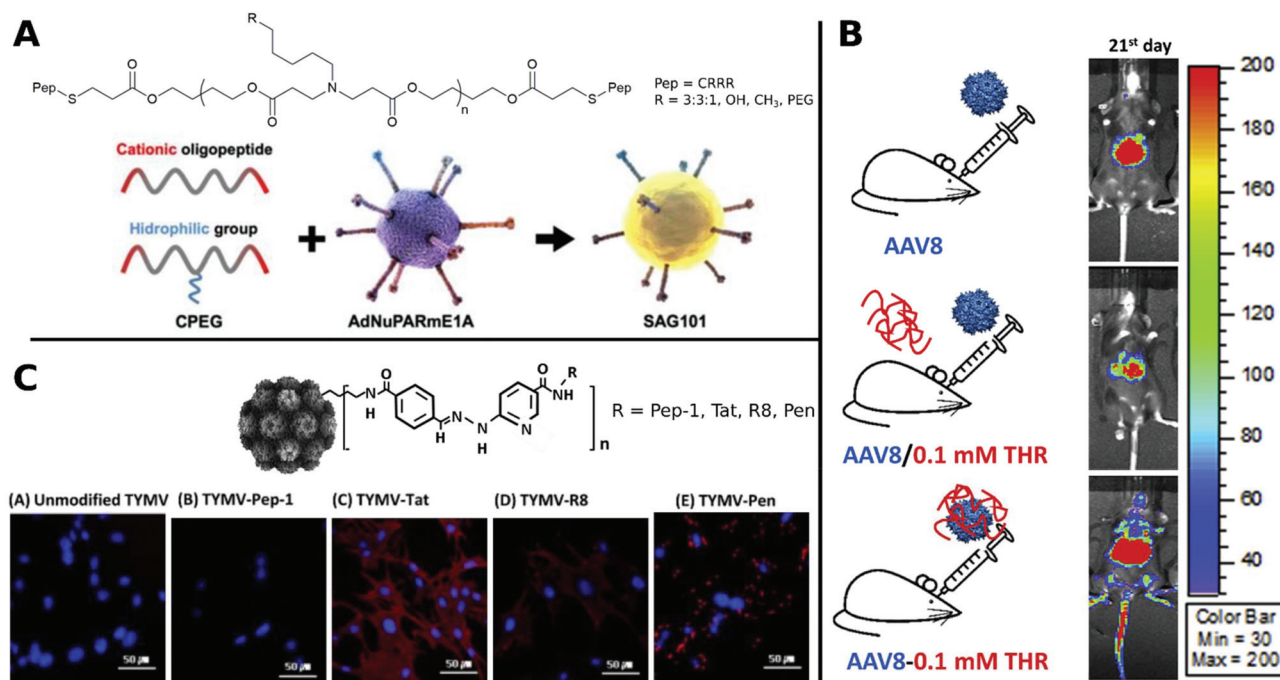 A
R
Pep
S
O
O
O
O
N
O
O
n
O
O
S
Pep
Pep = CRRR
R = 3:3:1, OH, CH₃, PEG
Cationic oligopeptide
Hidrophilic group
CPEG
+
AdNuPARmE1A
SAG101
B
21st day
AAV8
AAV8/0.1 mM THR
AAV8-0.1 mM THR
200
180
160
140
120
100
80
60
40
Color Bar
Min = 30
Max = 200
C
O
N
H
C
H
N
N
H
N
O
R
NH
n
R = Pep-1, Tat, R8, Pen
(A) Unmodified TYMV
(B) TYMV-Pep-1
(C) TYMV-Tat
(D) TYMV-R8
(E) TYMV-Pen
50 ㎛
50 ㎛
50 ㎛
50 ㎛
50 ㎛